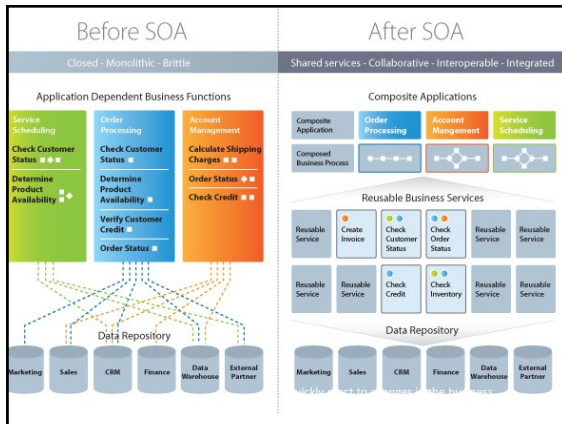 Before SOA
Closed - Monolithic - Brittle
Application Dependent Business Functions
Service
Scheduling
Check Customer
Status
Determine
Product
Availability
Order
Processing
Check Customer
Status
Determine
Product
Availability
Verify Customer
Credit
Order Status
Account
Management
Calculate Shipping
Charges
Order Status
Check Credit
Data Repository
Marketing
Sales
CRM
Finance
Data
Warehouse
External
Partner
After SOA
Shared services - Collaborative - Interoperable - Integrated
Composite Applications
Composite
Application
Order
Processing
Account
Mangement
Service
Scheduling
Composed
Business Process
Reusable Business Services
Reusable
Service
Create
Invoice
Check
Customer
Status
Check
Order
Status
Reusable
Service
Reusable
Service
Reusable
Service
Reusable
Service
Check
Credit
Check
Inventory
Reusable
Service
Reusable
Service
Data Repository
Marketing
Sales
CRM
Finance
Data
Warehouse
External
Partner
to changes in the business